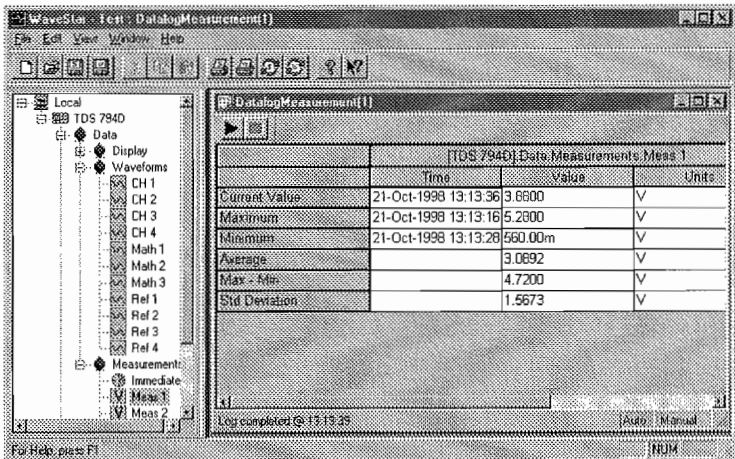 WaveStar - Test : DatalogMeasurement[1]
File Edit View Window Help
Local
TDS 794D
Data
Display
Waveforms
CH 1
CH 2
CH 3
CH 4
Math 1
Math 2
Math 3
Ref 1
Ref 2
Ref 3
Ref 4
Measurements
Immediate
Meas 1
Meas 2
DatalogMeasurement[1]
[TDS 794D].Data.Measurements.Meas 1
Time Value Units
Current Value 21-Oct-1998 13:13:36 3.6800 V
Maximum 21-Oct-1998 13:13:16 5.2800 V
Minimum 21-Oct-1998 13:13:28 560.00m V
Average 3.0892 V
Max - Min 4.7200 V
Std Deviation 1.5673 V
Log completed @ 13:13:39
Auto Manual
For Help, press F1
NUM